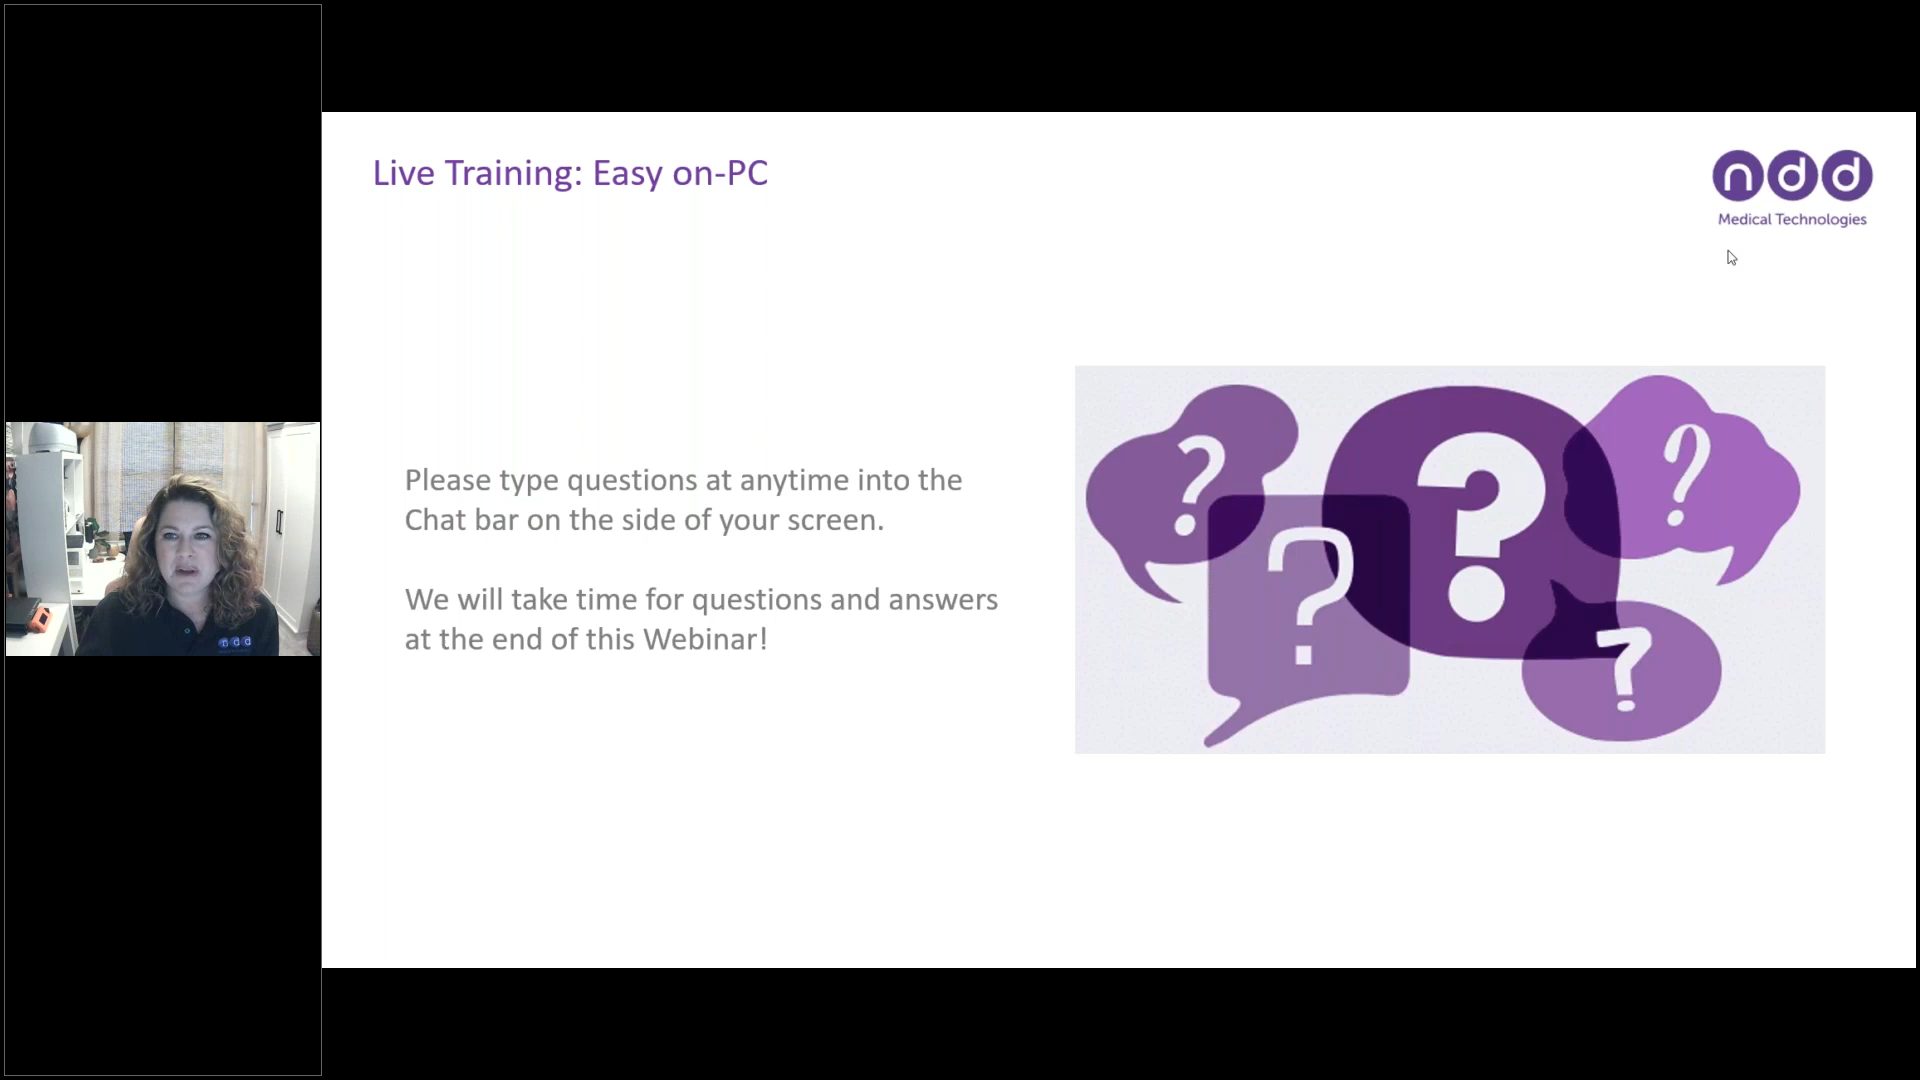 Live Training: Easy on-PC
ndd
Medical Technologies
Please type questions at anytime into the
Chat bar on the side of your screen.
We will take time for questions and answers
at the end of this Webinar!
? ? ? ? ?
ndd